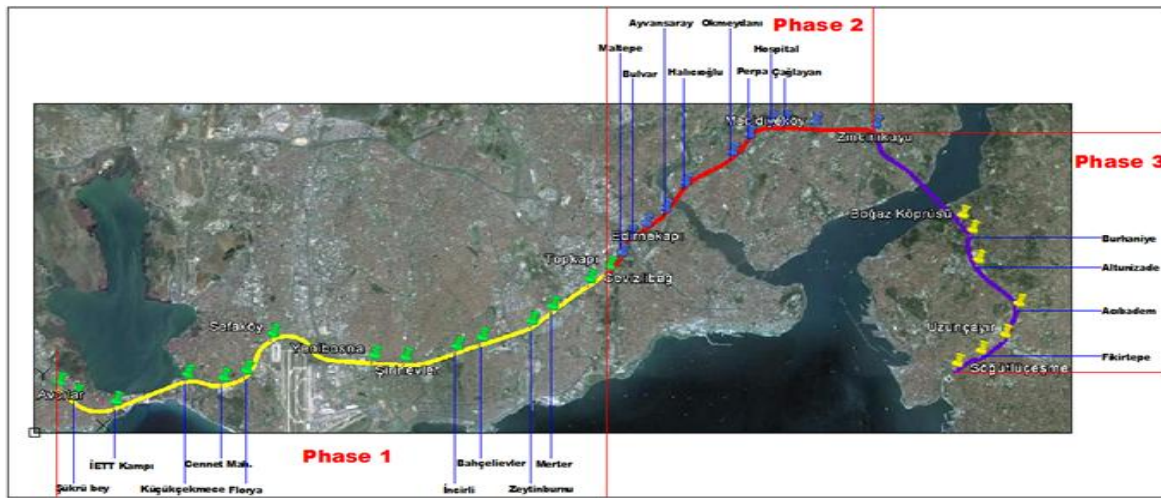 Ayvansaray Okmeydanı Phase 2
Maltepe Hospital
Bulvar Halıcıoğlu Perpa Çağlayan
Mecidiyeköy
Zincirlikuyu
Phase 3
Boğaz Köprüsü
Edirnekapı Burhaniye
Topkapı
Cevizlibağ Altunizade
Acıbadem
Sefaköy Uzunçayır
Yenibosna
Şirinevler Fikirtepe
Söğütlüçeşme
Avcılar
Phase 1
İETT Kampı Cennet Mah. Bahçelievler Merter
Şükrü bey Küçükçekmece Florya İncirli Zeytinburnu